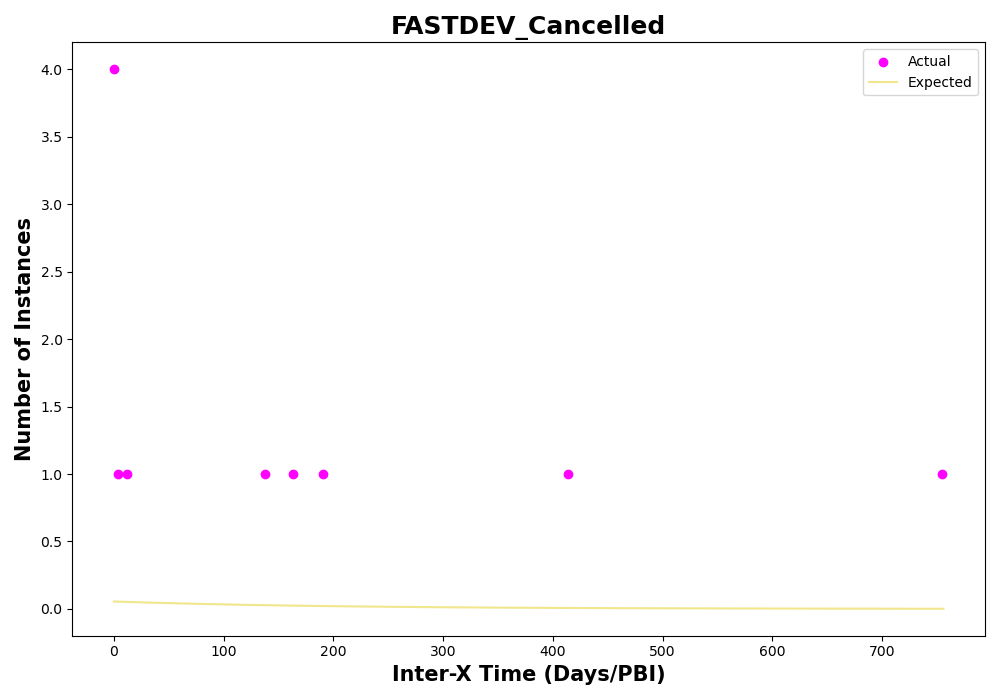 FASTDEV_Cancelled
Actual
Expected
4.0
3.5
3.0
2.5
2.0
1.5
1.0
0.5
0.0
Number of Instances
0 100 200 300 400 500 600 700
Inter-X Time (Days/PBI)